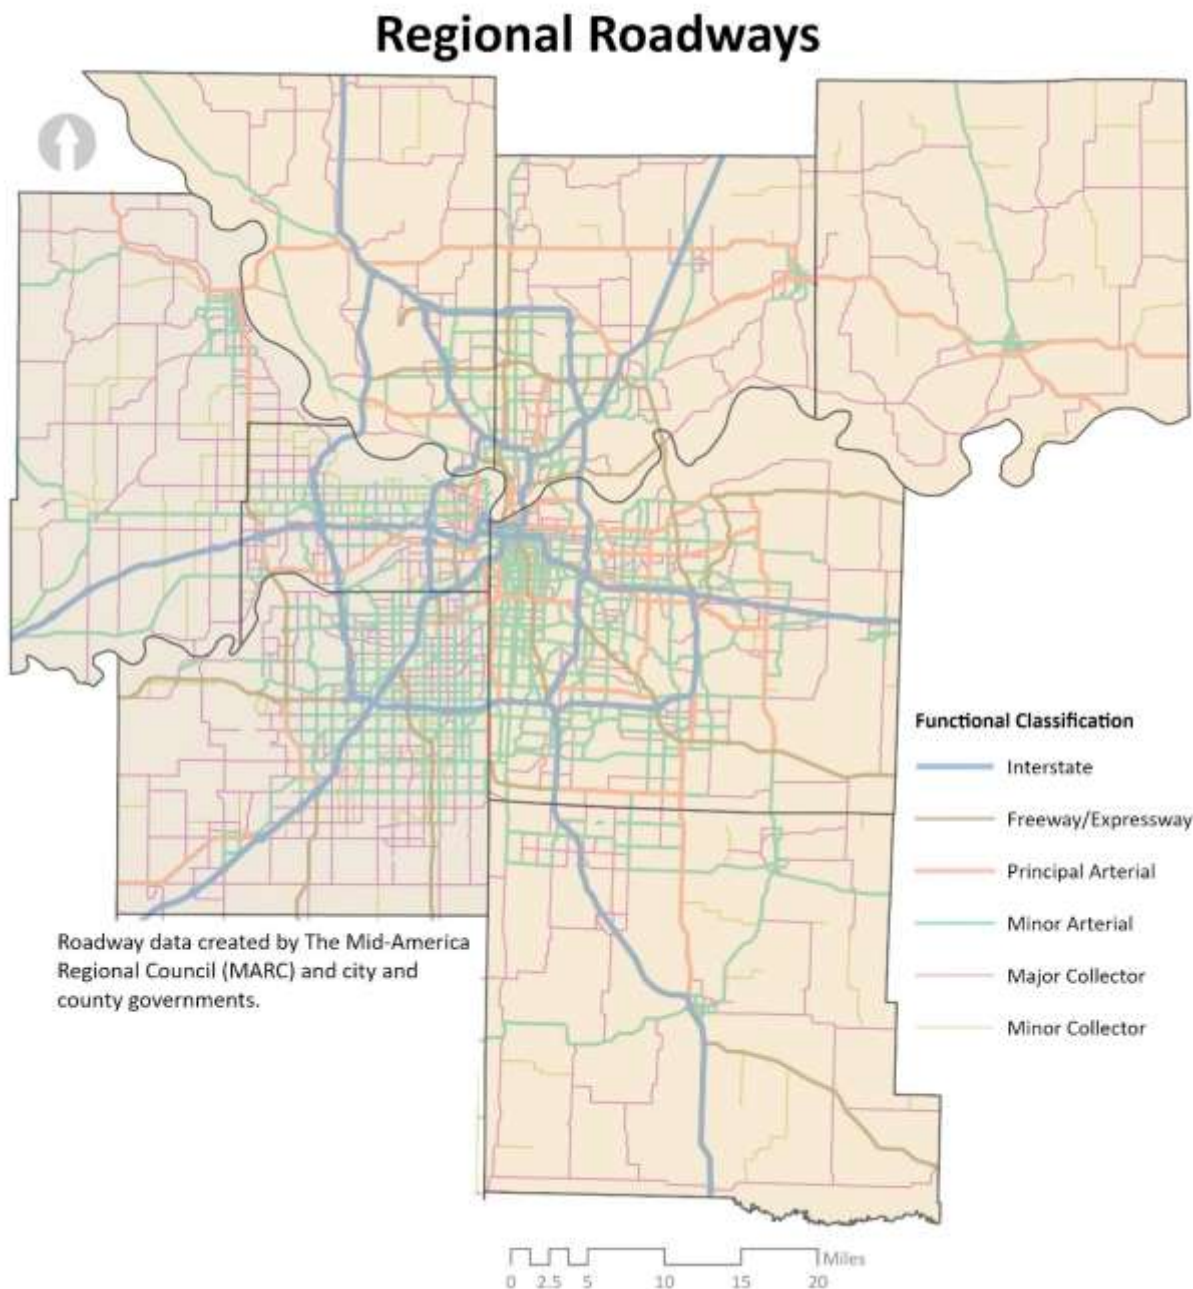 Regional Roadways
Functional Classification
Interstate
Freeway/Expressway
Principal Arterial
Minor Arterial
Major Collector
Minor Collector
Roadway data created by The Mid-America
Regional Council (MARC) and city and
county governments.
Miles
0 2.5 5 10 15 20